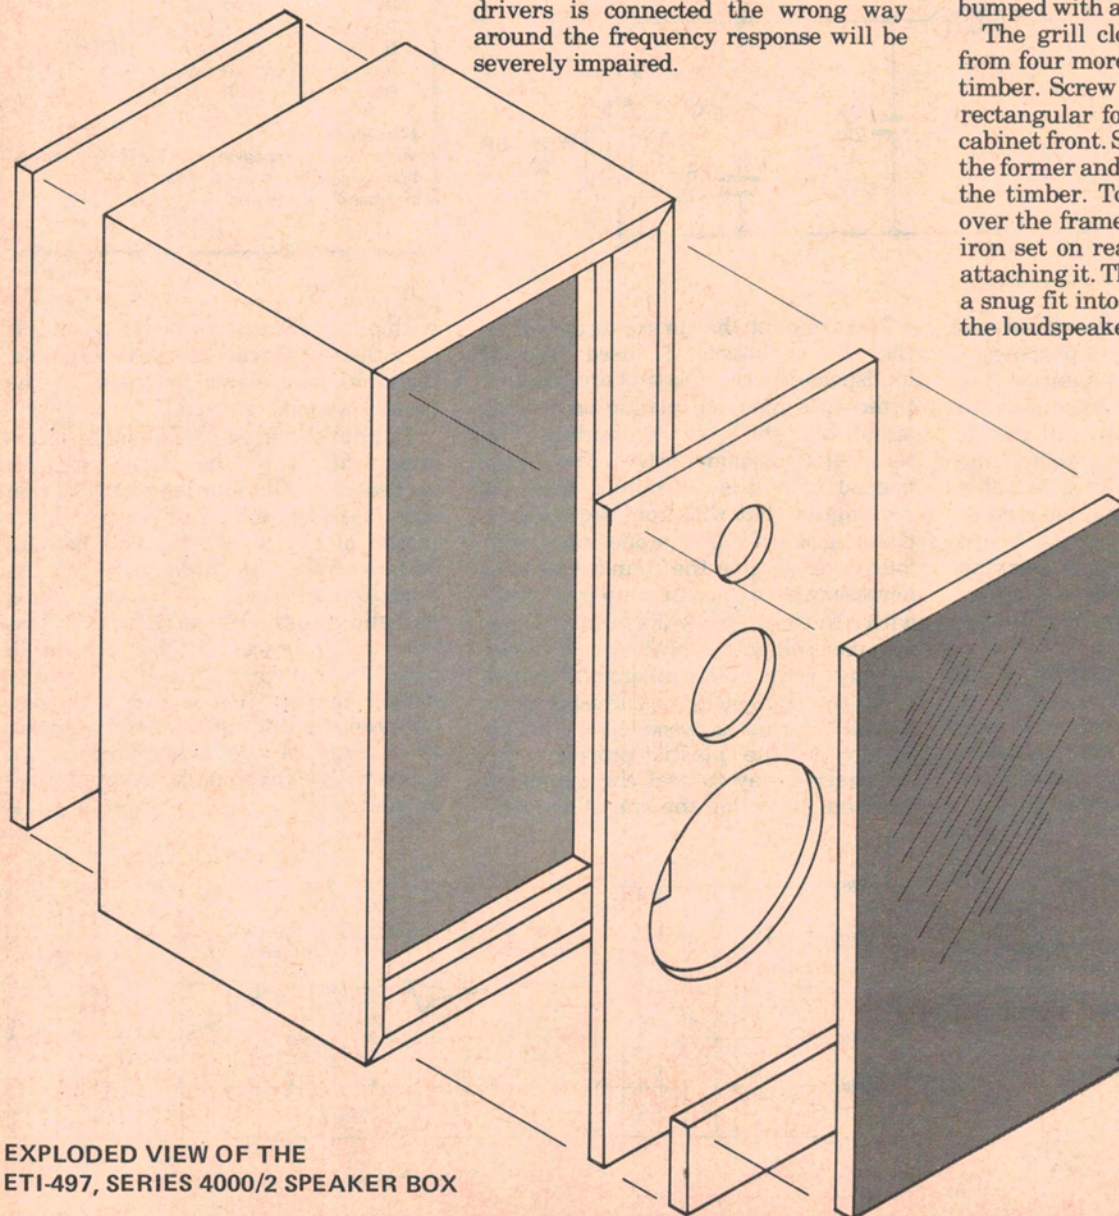 drivers is connected the wrong way
around the frequency response will be
severely impaired.
bumped with a
The grill clo
from four more
timber. Screw
rectangular fo
cabinet front. S
the former and
the timber. To
over the frame
iron set on rea
attaching it. Th
a snug fit into
the loudspeake
EXPLODED VIEW OF THE
ETI-497, SERIES 4000/2 SPEAKER BOX